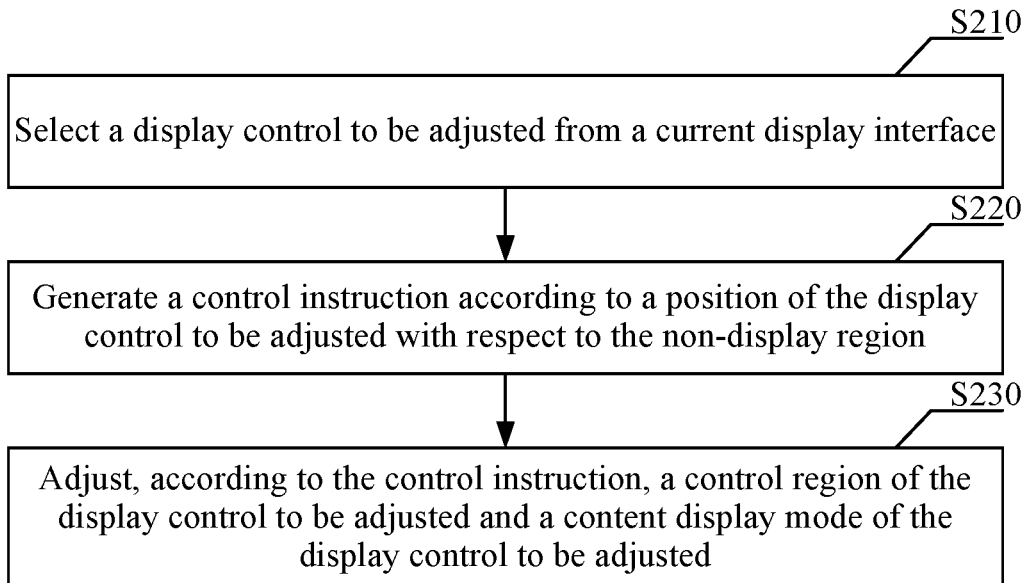 S210
Select a display control to be adjusted from a current display interface
S220
Generate a control instruction according to a position of the display
control to be adjusted with respect to the non-display region
S230
Adjust, according to the control instruction, a control region of the
display control to be adjusted and a content display mode of the
display control to be adjusted